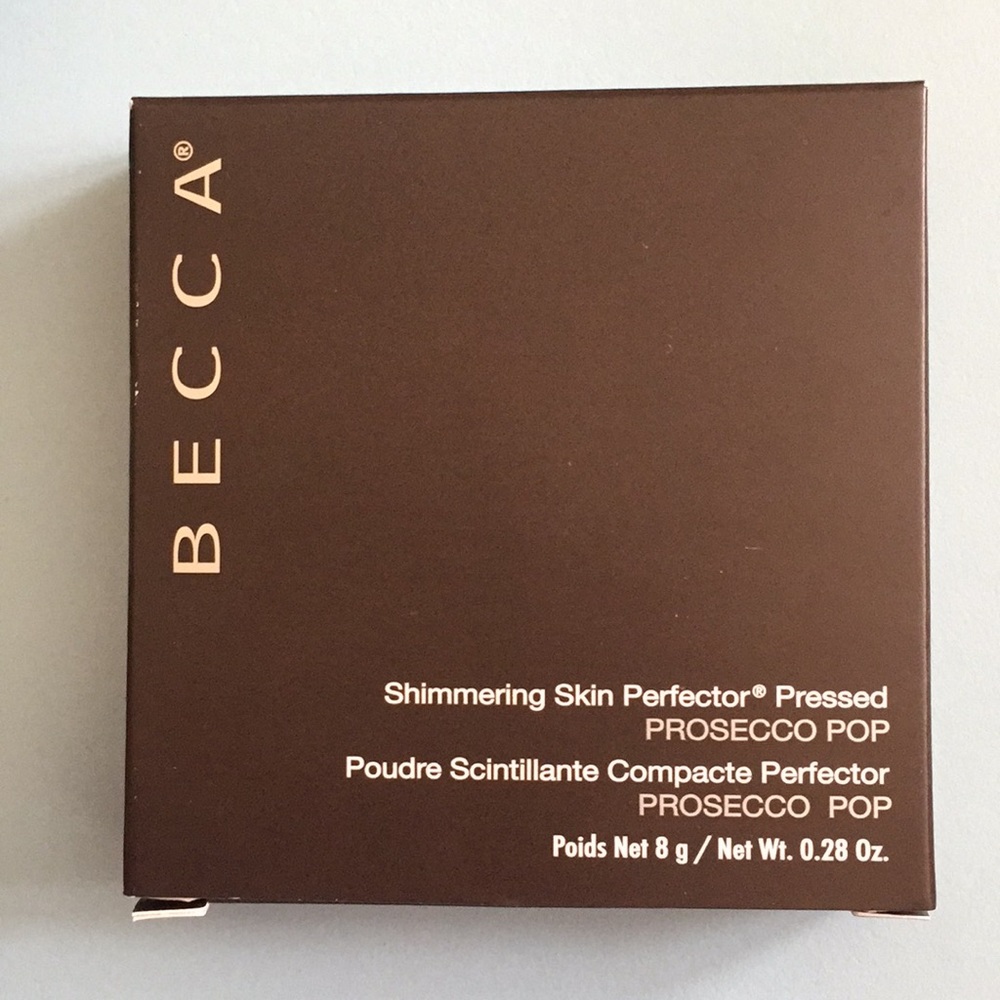 BECCA®
Shimmering Skin Perfector® Pressed
PROSECCO POP
Poudre Scintillante Compacte Perfector
PROSECCO POP
Poids Net 8 g / Net Wt. 0.28 Oz.